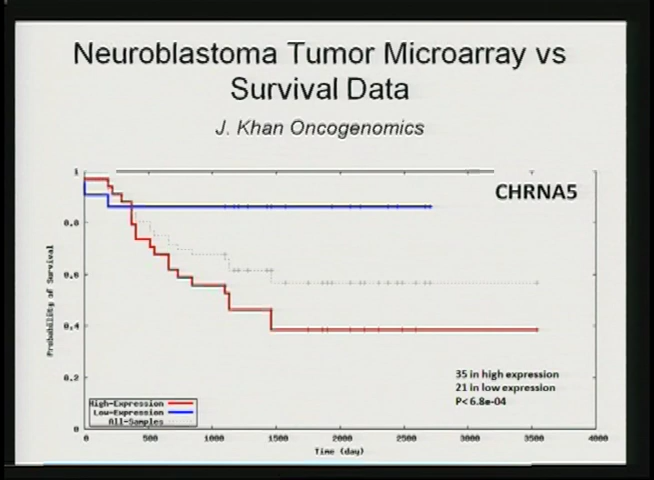 Neuroblastoma Tumor Microarray vs
Survival Data
J. Khan Oncogenomics
CHRNA5
1
0.8
0.6
0.4
0.2
0
Probability of Survival
35 in high expression
21 in low expression
P< 6.8e-04
High-Expression
Low-Expression
All-Samples
0 500 1000 1500 2000 2500 3000 3500 4000
Time (day)